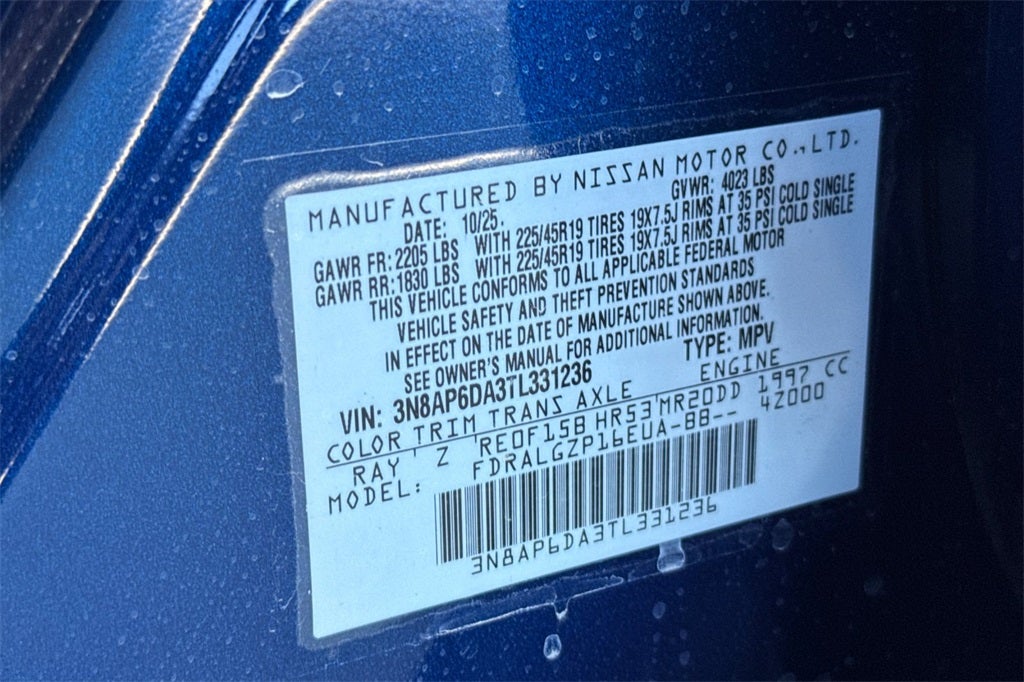 MANUFACTURED BY NISSAN MOTOR CO.,LTD.
DATE: 10/25. GVWR: 4023 LBS
GAWR FR: 2205 LBS WITH 225/45R19 TIRES 19X7.5J RIMS AT 35 PSI COLD SINGLE
GAWR RR: 1830 LBS WITH 225/45R19 TIRES 19X7.5J RIMS AT 35 PSI COLD SINGLE
THIS VEHICLE CONFORMS TO ALL APPLICABLE FEDERAL MOTOR
VEHICLE SAFETY AND THEFT PREVENTION STANDARDS
IN EFFECT ON THE DATE OF MANUFACTURE SHOWN ABOVE.
SEE OWNER'S MANUAL FOR ADDITIONAL INFORMATION.
VIN: 3N8AP6DA3TL331236 TYPE: MPV
COLOR TRIM TRANS AXLE ENGINE
RAY' Z 'RE0F15B HR53'MR20DD 1997 CC
MODEL: FDRALGZP16EUA-BB-- 4Z000
3N8AP6DA3TL331236